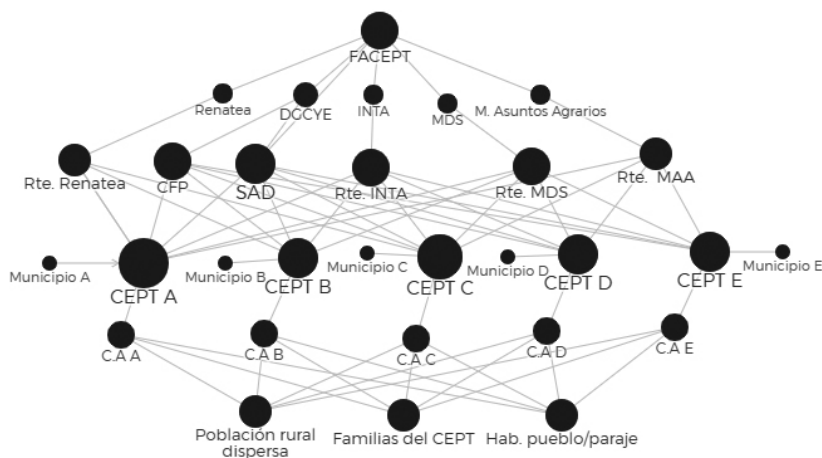 FACEPT
Renatea
DGCYE
INTA
MDS
M. Asuntos Agrarios
Rte. Renatea
CFP
SAD
Rte. INTA
Rte. MDS
Rte. MAA
Municipio A
CEPT A
Municipio B
CEPT B
Municipio C
CEPT C
Municipio D
CEPT D
CEPT E
Municipio E
C.A A
C.A B
C.A C
C.A D
C.A E
Población rural
dispersa
Familias del CEPT
Hab. pueblo/paraje